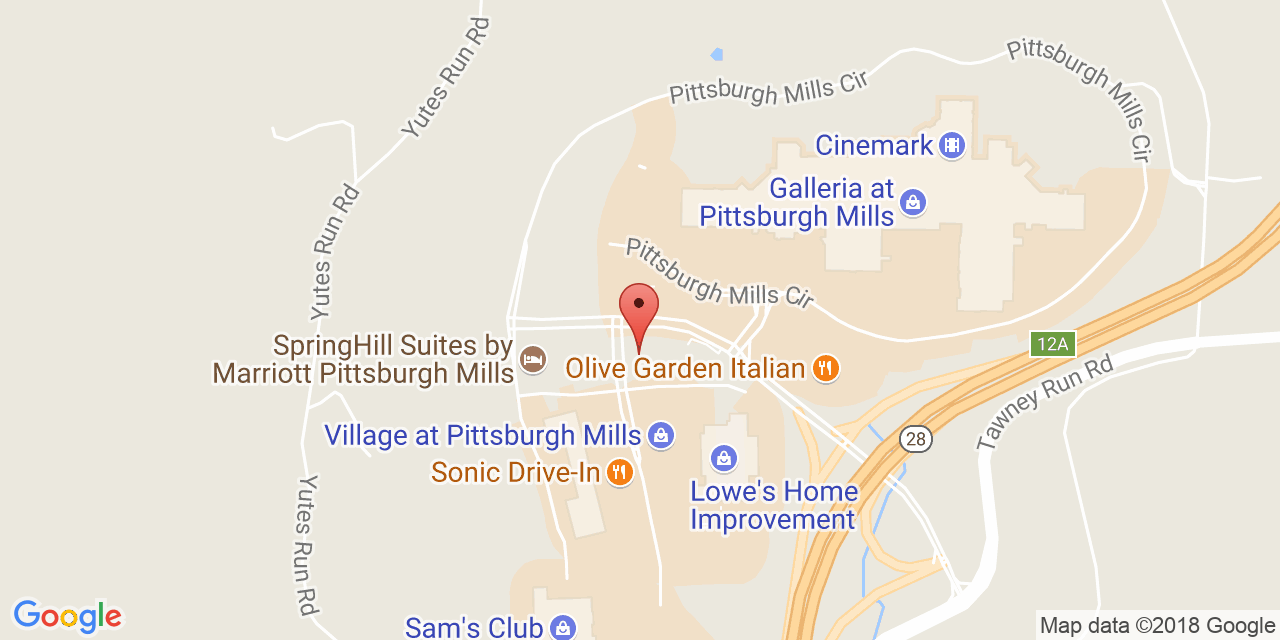 Yutes Run Rd
Pittsburgh Mills Cir
Pittsburgh Mills Cir
Cinemark
Galleria at
Pittsburgh Mills
Yutes Run Rd
Pittsburgh Mills Cir
12A
SpringHill Suites by
Marriott Pittsburgh Mills
Olive Garden Italian
Tawney Run Rd
Village at Pittsburgh Mills
28
Sonic Drive-In
Lowe's Home
Improvement
Yutes Run Rd
Google
Sam's Club
Map data ©2018 Google